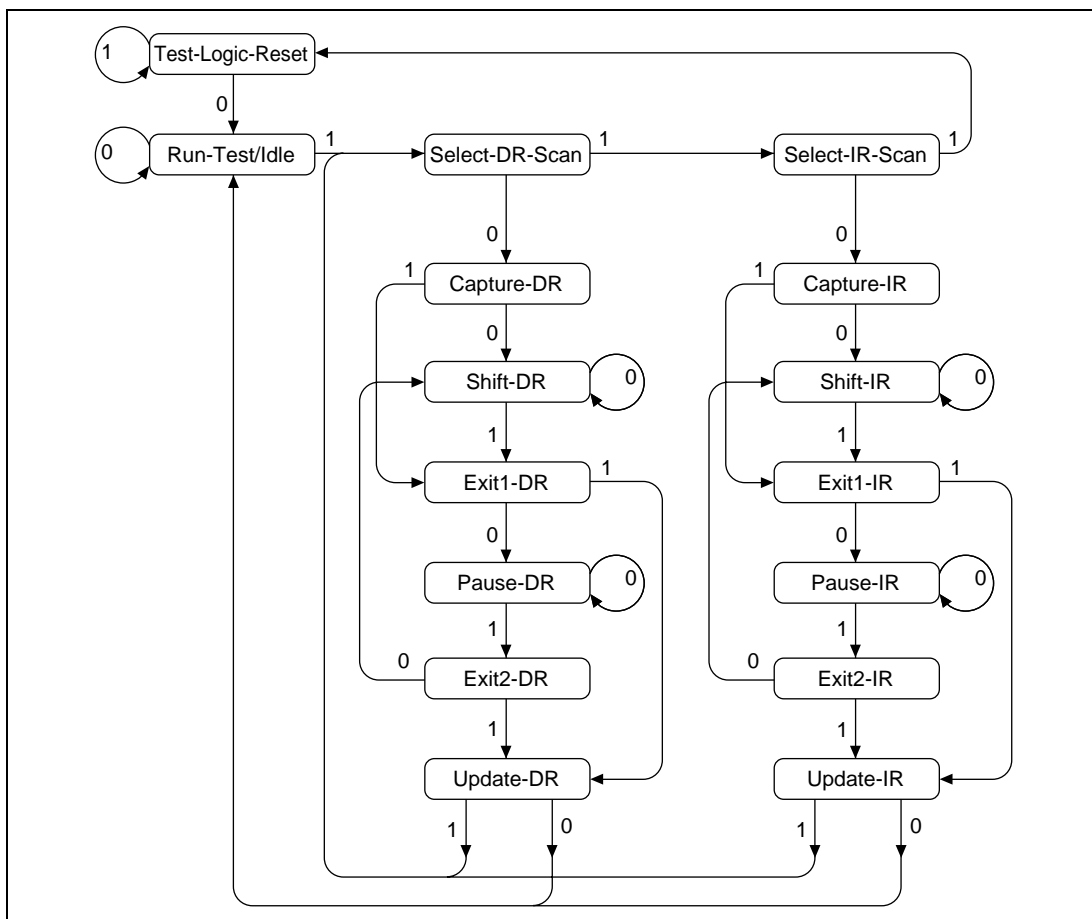 1 Test-Logic-Reset
0
0 Run-Test/Idle 1 Select-DR-Scan 1 Select-IR-Scan 1
0 0
1 Capture-DR 1 Capture-IR
0 0
Shift-DR 0 Shift-IR 0
1 1
Exit1-DR 1 Exit1-IR 1
0 0
Pause-DR 0 Pause-IR 0
1 1
0 Exit2-DR 0 Exit2-IR
1 1
Update-DR Update-IR
1 0 1 0